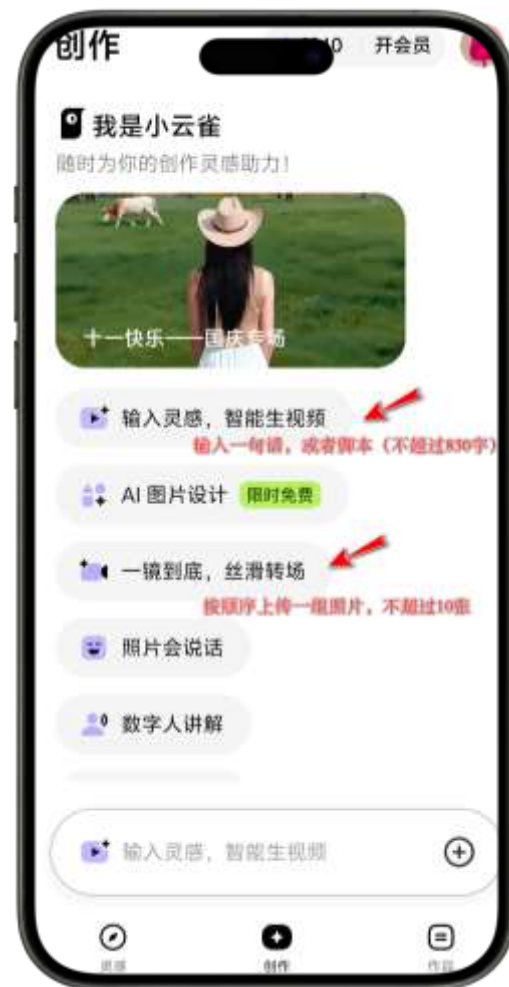 创作
开会员
我是小云雀
随时为你的创作灵感助力!
十一快乐——国庆专场
输入灵感，智能生视频
输入一句话，或者脚本（不超过830字）
AI 图片设计 限时免费
一镜到底，丝滑转场
按顺序上传一组照片，不超过10张
照片会说话
数字人讲解
输入灵感，智能生视频
灵感
创作